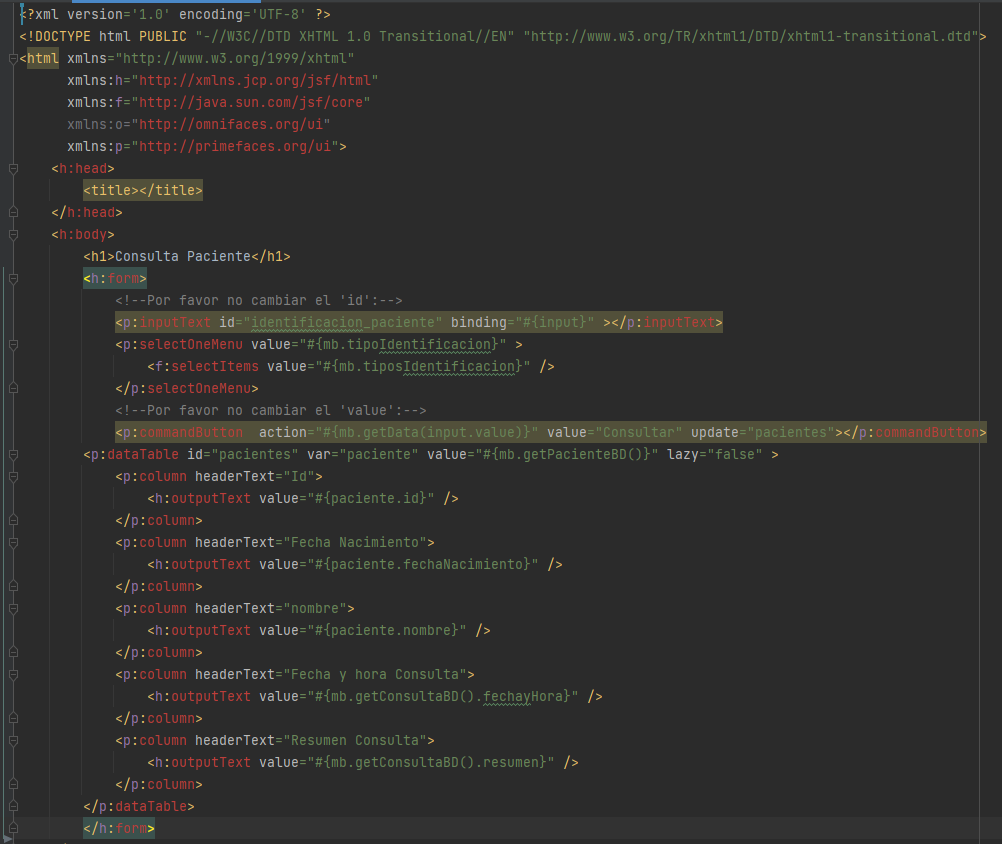 <?xml version='1.0' encoding='UTF-8' ?>
<!DOCTYPE html PUBLIC "-//W3C//DTD XHTML 1.0 Transitional//EN" "http://www.w3.org/TR/xhtml1/DTD/xhtml1-transitional.dtd">
<html xmlns="http://www.w3.org/1999/xhtml"
      xmlns:h="http://xmlns.jcp.org/jsf/html"
      xmlns:f="http://java.sun.com/jsf/core"
      xmlns:o="http://omnifaces.org/ui"
      xmlns:p="http://primefaces.org/ui">
    <h:head>
        <title></title>
    </h:head>
    <h:body>
        <h1>Consulta Paciente</h1>
        <h:form>
            <!--Por favor no cambiar el 'id':-->
            <p:inputText id="identificacion_paciente" binding="#{input}" ></p:inputText>
            <p:selectOneMenu value="#{mb.tipoIdentificacion}" >
                <f:selectItems value="#{mb.tiposIdentificacion}" />
            </p:selectOneMenu>
            <!--Por favor no cambiar el 'value':-->
            <p:commandButton  action="#{mb.getData(input.value)}" value="Consultar" update="pacientes"></p:commandButton>
        <p:dataTable id="pacientes" var="paciente" value="#{mb.getPacienteBD()}" lazy="false" >
            <p:column headerText="Id">
                <h:outputText value="#{paciente.id}" />
            </p:column>
            <p:column headerText="Fecha Nacimiento">
                <h:outputText value="#{paciente.fechaNacimiento}" />
            </p:column>
            <p:column headerText="nombre">
                <h:outputText value="#{paciente.nombre}" />
            </p:column>
            <p:column headerText="Fecha y hora Consulta">
                <h:outputText value="#{mb.getConsultaBD().fechayHora}" />
            </p:column>
            <p:column headerText="Resumen Consulta">
                <h:outputText value="#{mb.getConsultaBD().resumen}" />
            </p:column>
        </p:dataTable>
        </h:form>